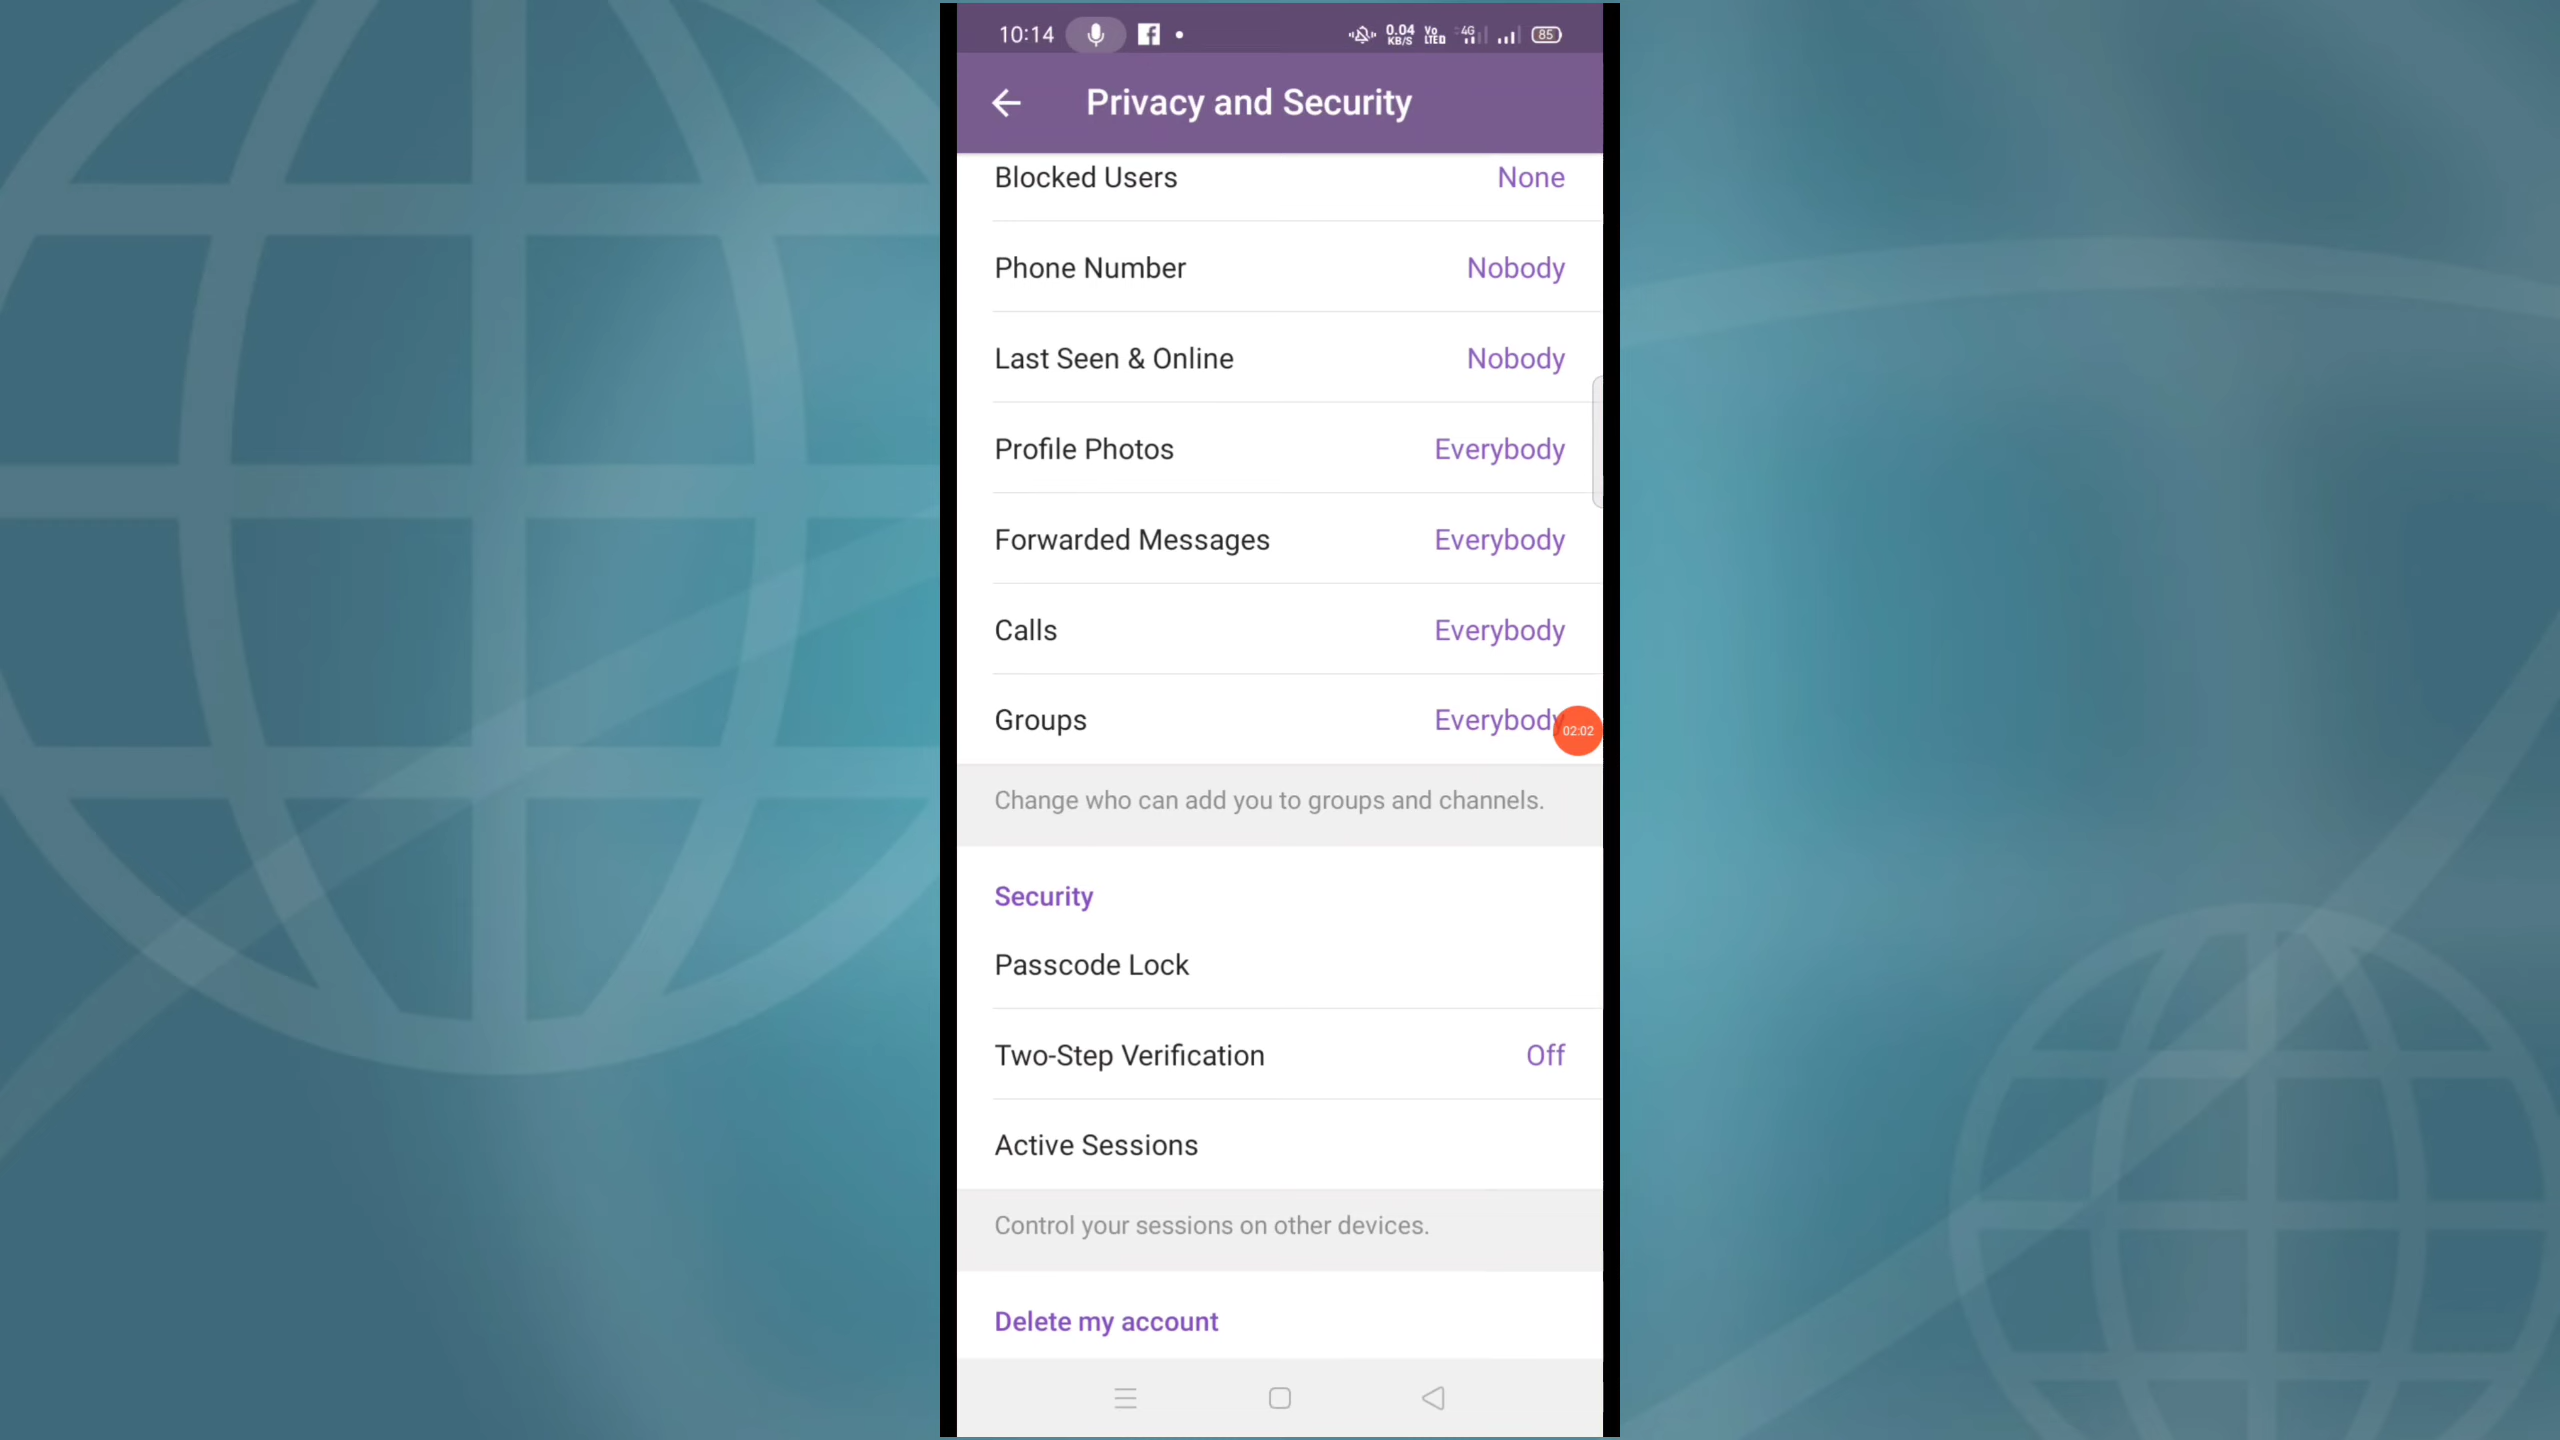 10:14
0.04 KB/S
Vo LTE
4G
85
Privacy and Security
Blocked Users None
Phone Number Nobody
Last Seen & Online Nobody
Profile Photos Everybody
Forwarded Messages Everybody
Calls Everybody
Groups Everybody
02:02
Change who can add you to groups and channels.
Security
Passcode Lock
Two-Step Verification Off
Active Sessions
Control your sessions on other devices.
Delete my account